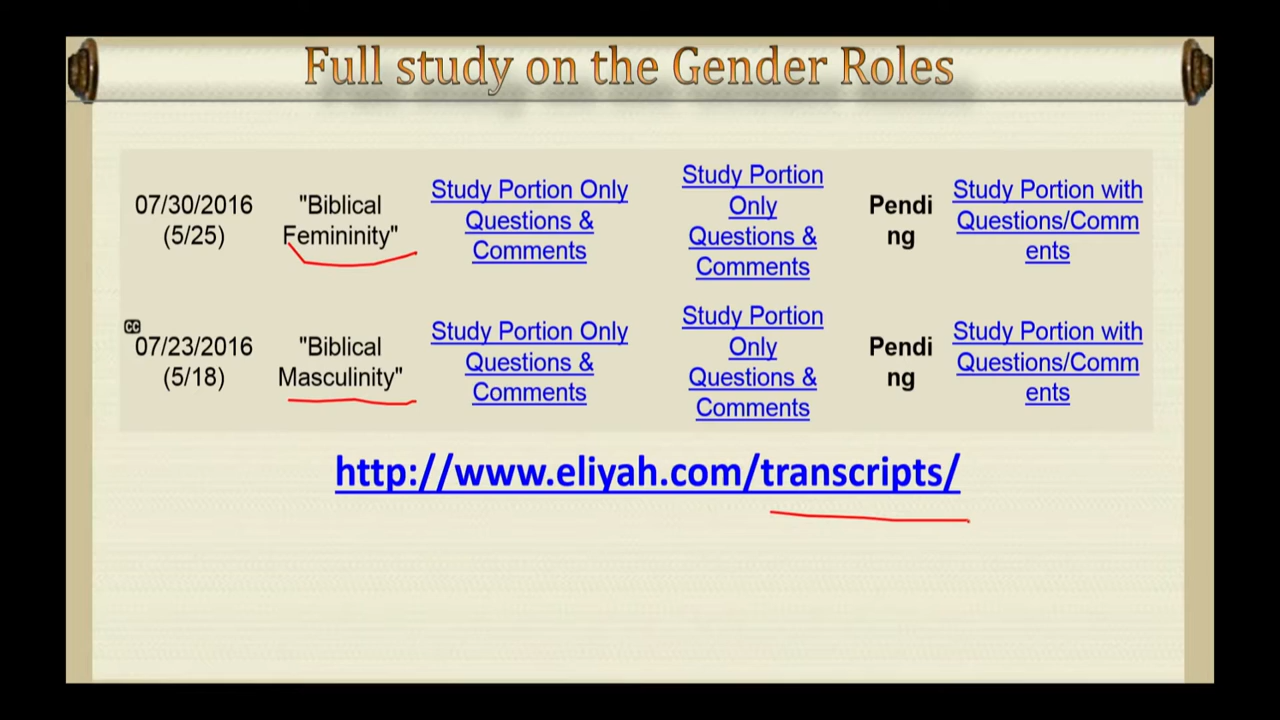 Full study on the Gender Roles
07/30/2016
(5/25)
"Biblical
Femininity"
Study Portion Only
Questions &
Comments
Study Portion
Only
Questions &
Comments
Pendi
ng
Study Portion with
Questions/Comm
ents
CC
07/23/2016
(5/18)
"Biblical
Masculinity"
Study Portion Only
Questions &
Comments
Study Portion
Only
Questions &
Comments
Pendi
ng
Study Portion with
Questions/Comm
ents
http://www.eliyah.com/transcripts/